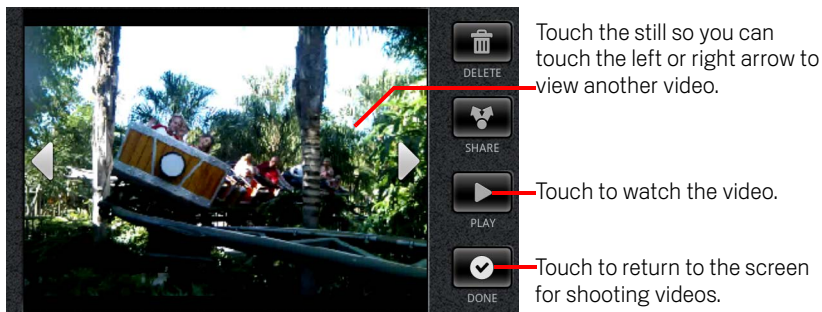 Touch the still so you can
touch the left or right arrow to
view another video.
DELETE
SHARE
Touch to watch the video.
PLAY
Touch to return to the screen
for shooting videos.
DONE